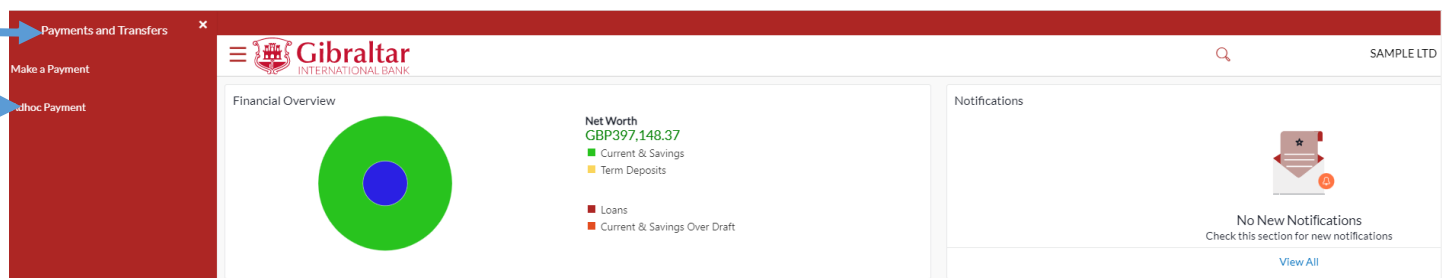 Payments and Transfers
Make a Payment
dhoc Payment
Gibraltar
INTERNATIONAL BANK
SAMPLE LTD
Financial Overview
Net Worth
GBP397,148.37
Current & Savings
Term Deposits
Loans
Current & Savings Over Draft
Notifications
No New Notifications
Check this section for new notifications
View All